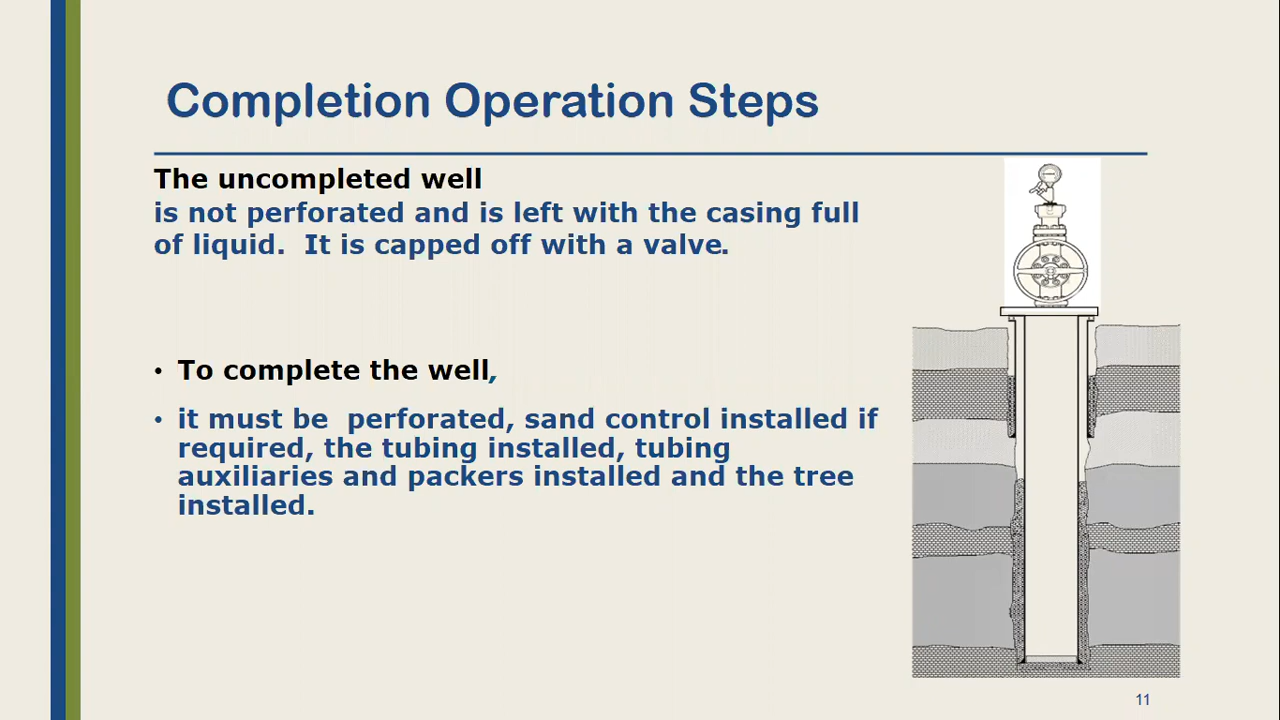 Completion Operation Steps
The uncompleted well
is not perforated and is left with the casing full
of liquid.  It is capped off with a valve.
• To complete the well,
• it must be  perforated, sand control installed if
required, the tubing installed, tubing
auxiliaries and packers installed and the tree
installed.
11